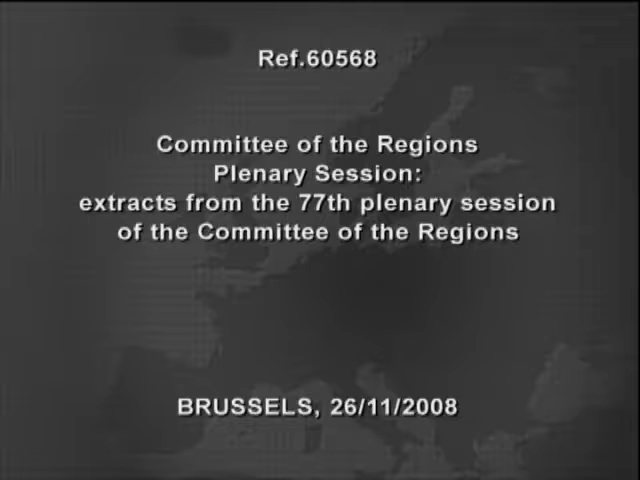 Ref.60568
Committee of the Regions
Plenary Session:
extracts from the 77th plenary session
of the Committee of the Regions
BRUSSELS, 26/11/2008